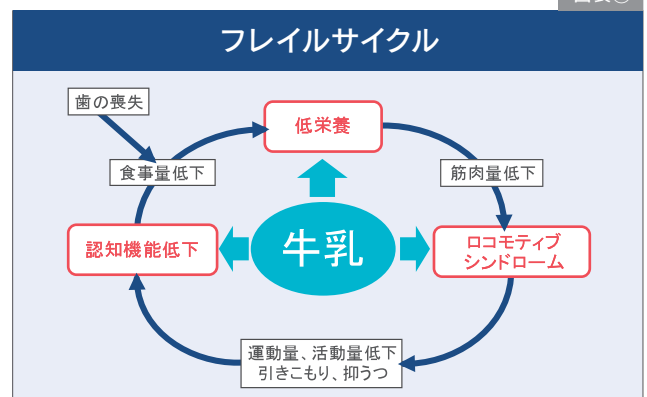 フレイルサイクル
歯の喪失
低栄養
食事量低下
筋肉量低下
牛乳
認知機能低下
ロコモティブ
シンドローム
運動量、活動量低下
引きこもり、抑うつ